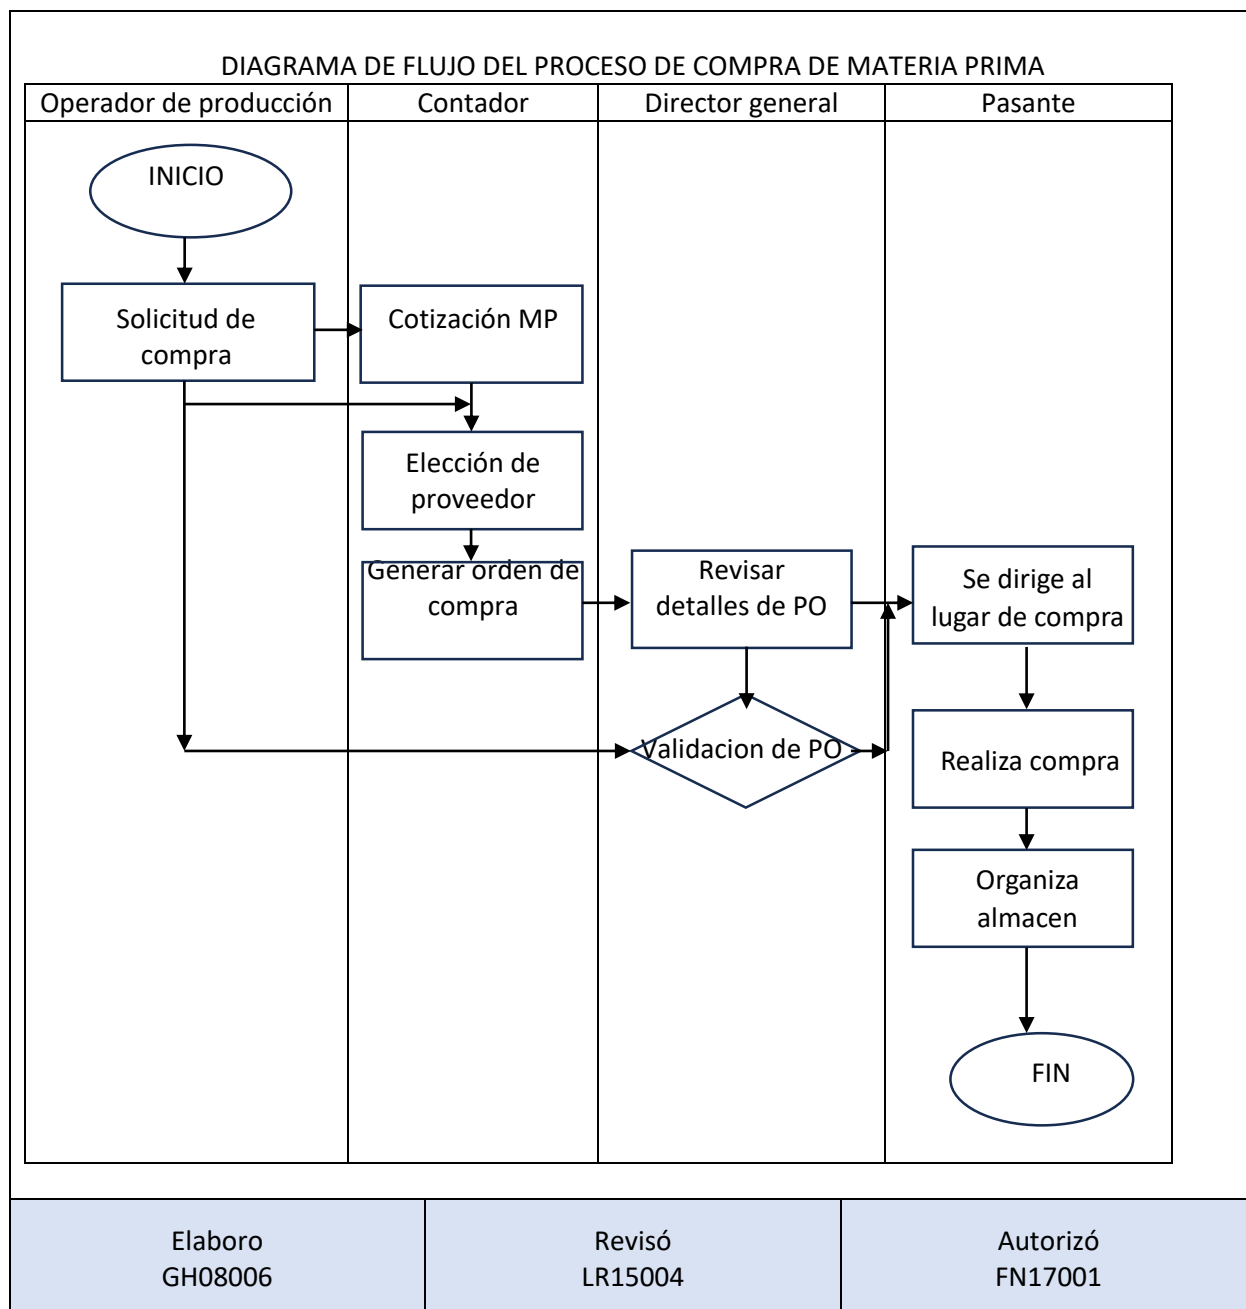 DIAGRAMA DE FLUJO DEL PROCESO DE COMPRA DE MATERIA PRIMA
Operador de producción
Contador
Director general
Pasante
INICIO
Solicitud de
compra
Cotización MP
Elección de
proveedor
Generar orden de
compra
Revisar
detalles de PO
Validacion de PO
Se dirige al
lugar de compra
Realiza compra
Organiza
almacen
FIN
Elaboro
GH08006
Revisó
LR15004
Autorizó
FN17001